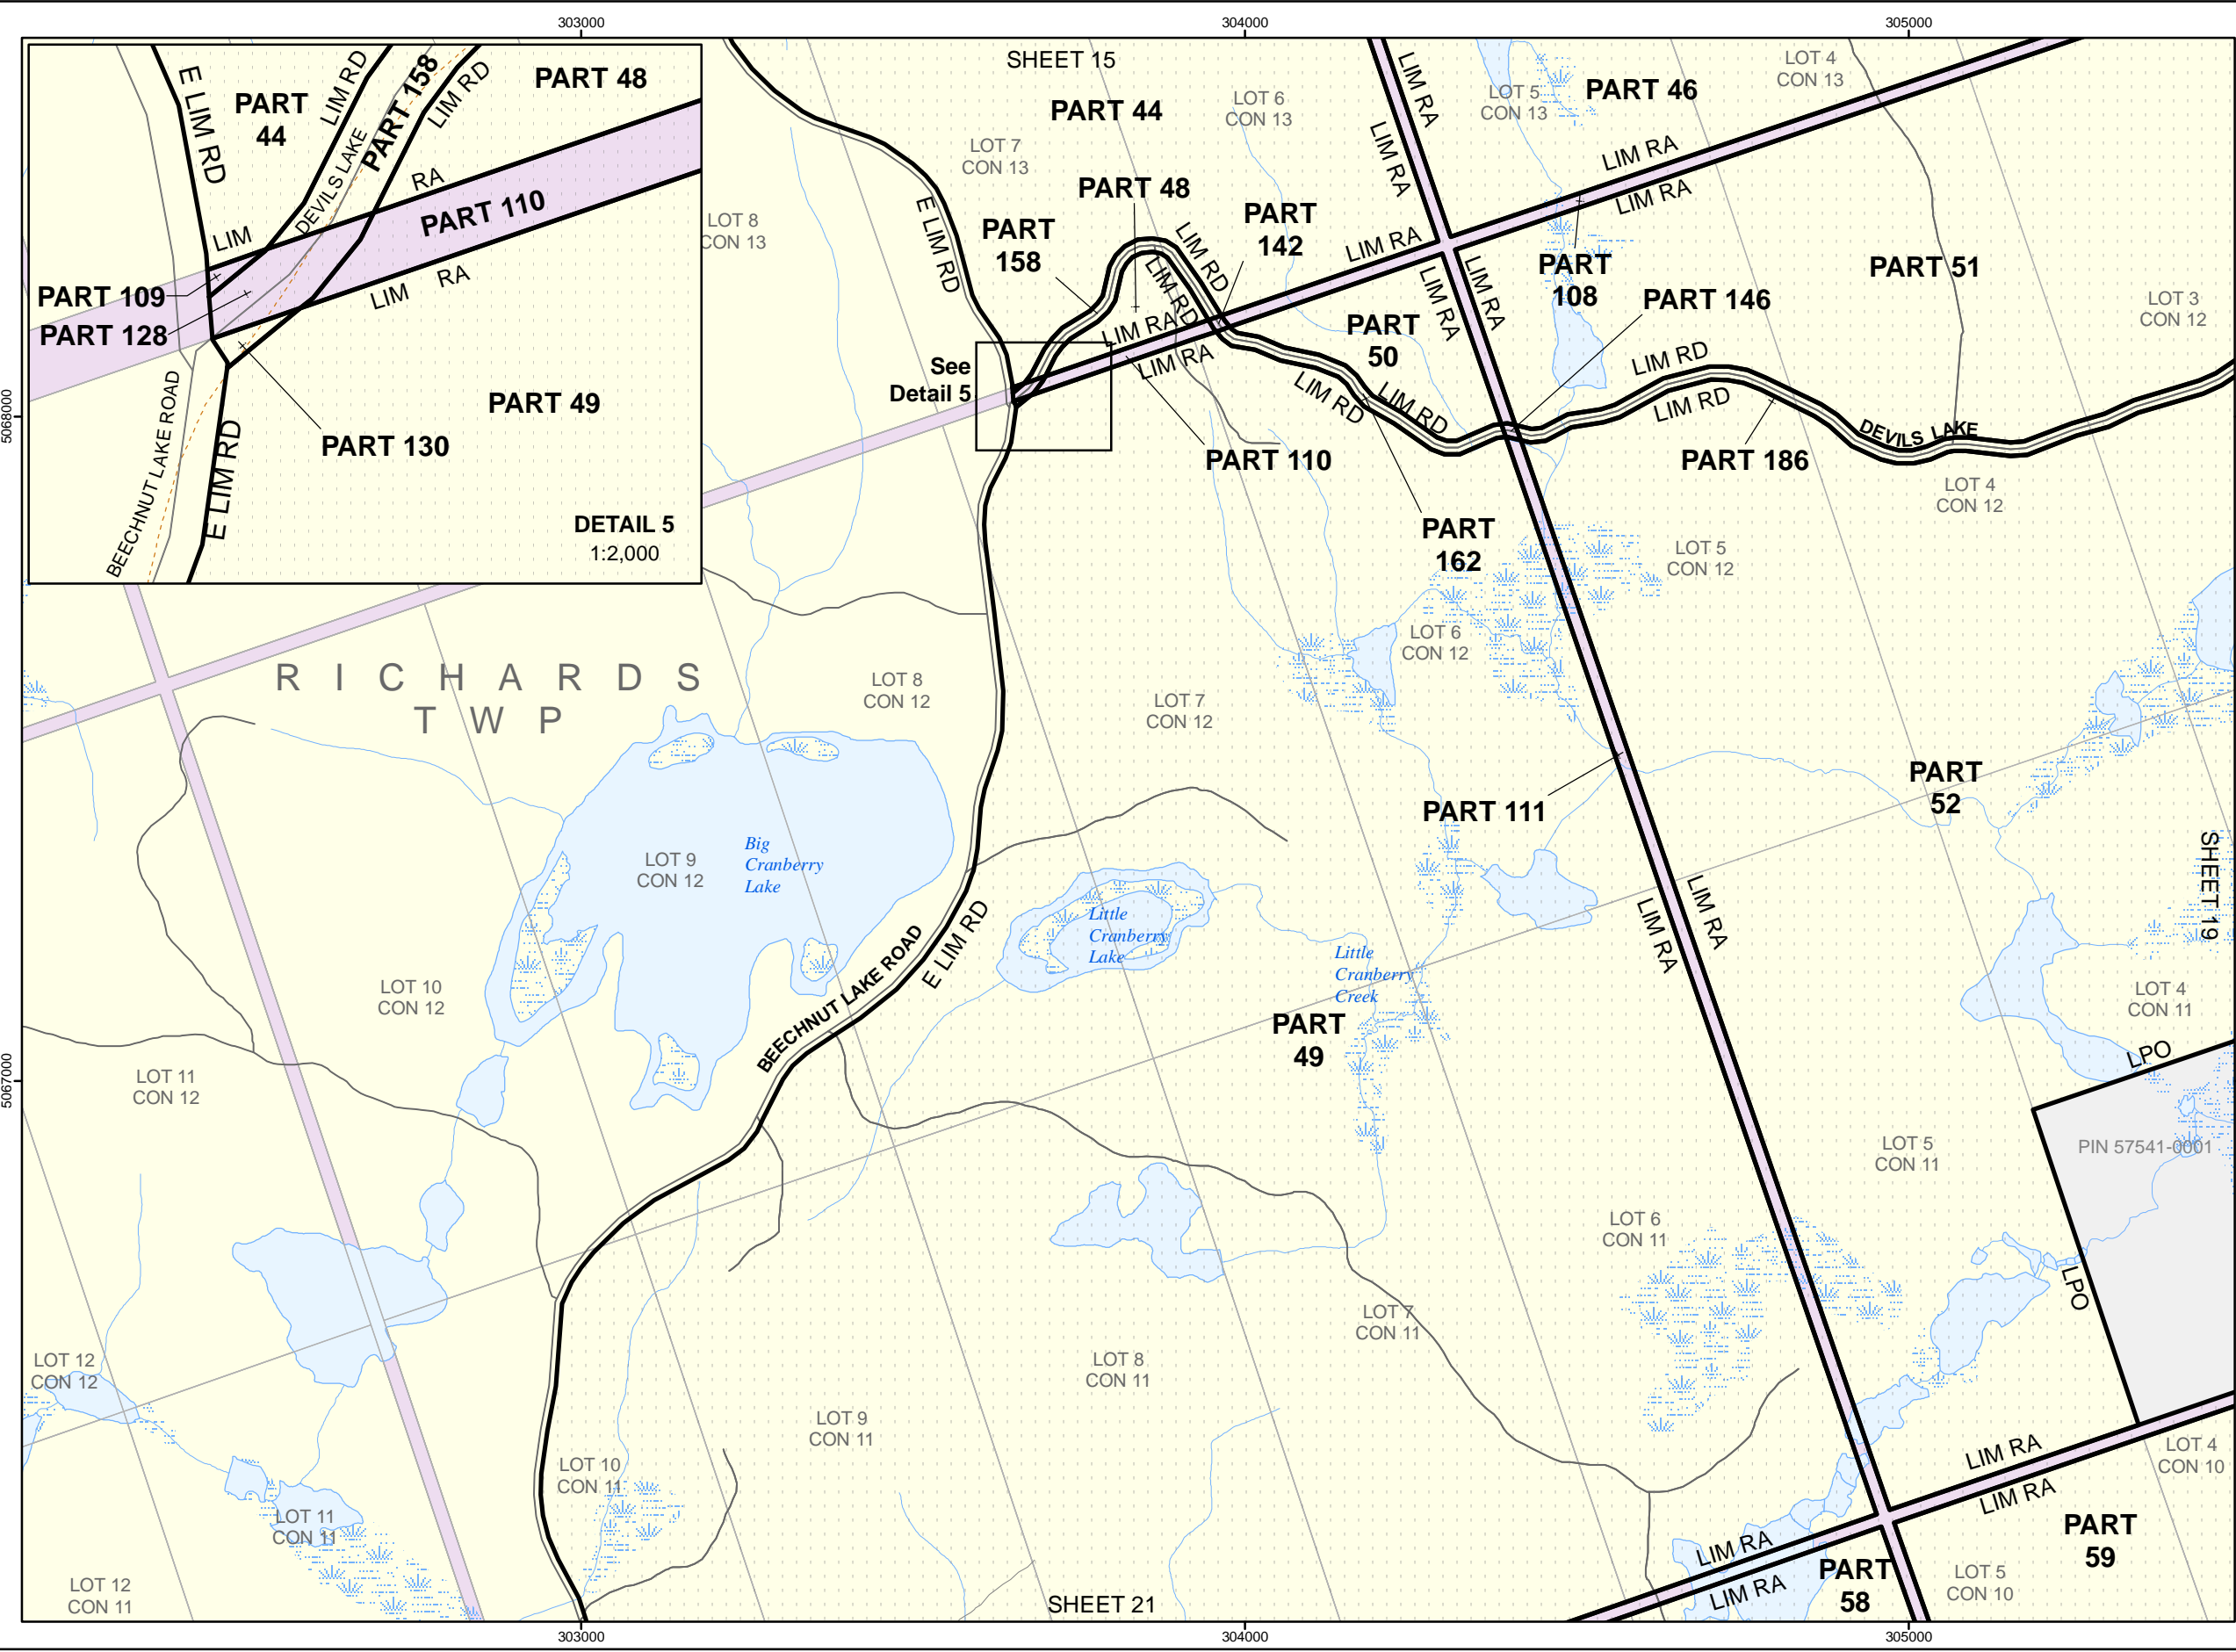 303000
304000
305000
SHEET 15
E LIM RD
PART
44
LIM RD
DEVILS LAKE
PART 158
LIM RD
PART 48
LIM
RA
PART 110
LIM
RA
PART 109
PART 128
PART 49
PART 130
BEECHNUT LAKE ROAD
E LIM RD
DETAIL 5
1:2,000
PART 44
LOT 7
CON 13
LOT 6
CON 13
LOT 8
CON 13
E LIM RD
PART 48
PART
158
PART
142
LIM RD
LIM RD
LIM RA
LIM RA
LIM RA
See
Detail 5
LIM RA
LIM RA
LOT 5
CON 13
PART 46
LOT 4
CON 13
LIM RA
LIM RA
PART
108
PART 51
PART 146
LOT 3
CON 12
LIM RA
LIM RA
PART
50
LIM RD
LIM RD
LIM RD
LIM RD
DEVILS LAKE
PART 110
PART 186
PART
162
LOT 4
CON 12
LOT 5
CON 12
5068000
RICHARDS
TWP
LOT 8
CON 12
LOT 7
CON 12
LOT 6
CON 12
PART 111
PART
52
SHEET 19
LOT 9
CON 12
Big
Cranberry
Lake
Little
Cranberry
Lake
Little
Cranberry
Creek
LIM RA
LIM RA
E LIM RD
BEECHNUT LAKE ROAD
LOT 10
CON 12
PART
49
LOT 4
CON 11
LPO
5067000
LOT 11
CON 12
LOT 5
CON 11
PIN 57541-0001
LOT 6
CON 11
LPO
LOT 7
CON 11
LOT 12
CON 12
LOT 8
CON 11
LOT 9
CON 11
LOT 10
CON 11
LOT 11
CON 11
LOT 12
CON 11
LIM RA
LIM RA
LOT 4
CON 10
LIM RA
LIM RA
PART
58
PART
59
LOT 5
CON 10
SHEET 21
303000
304000
305000